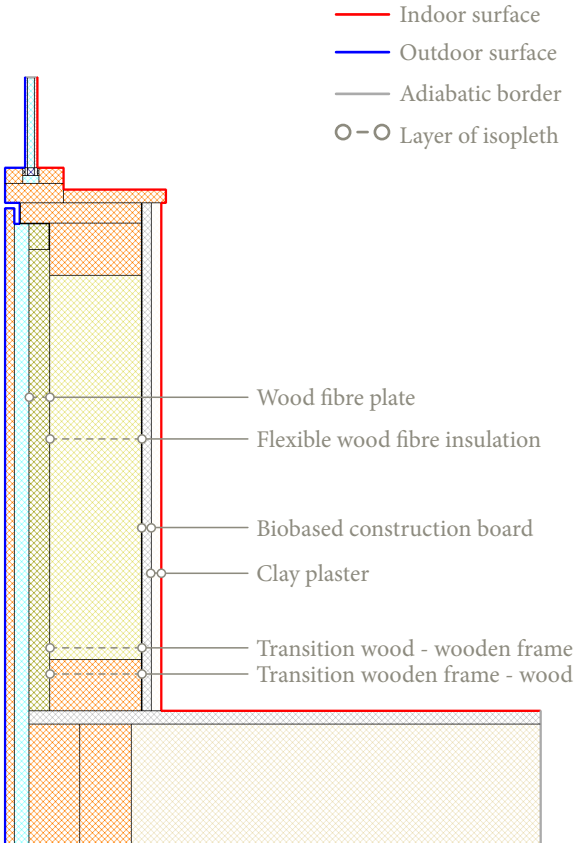 Indoor surface
Outdoor surface
Adiabatic border
Layer of isopleth
Wood fibre plate
Flexible wood fibre insulation
Biobased construction board
Clay plaster
Transition wood - wooden frame
Transition wooden frame - wood